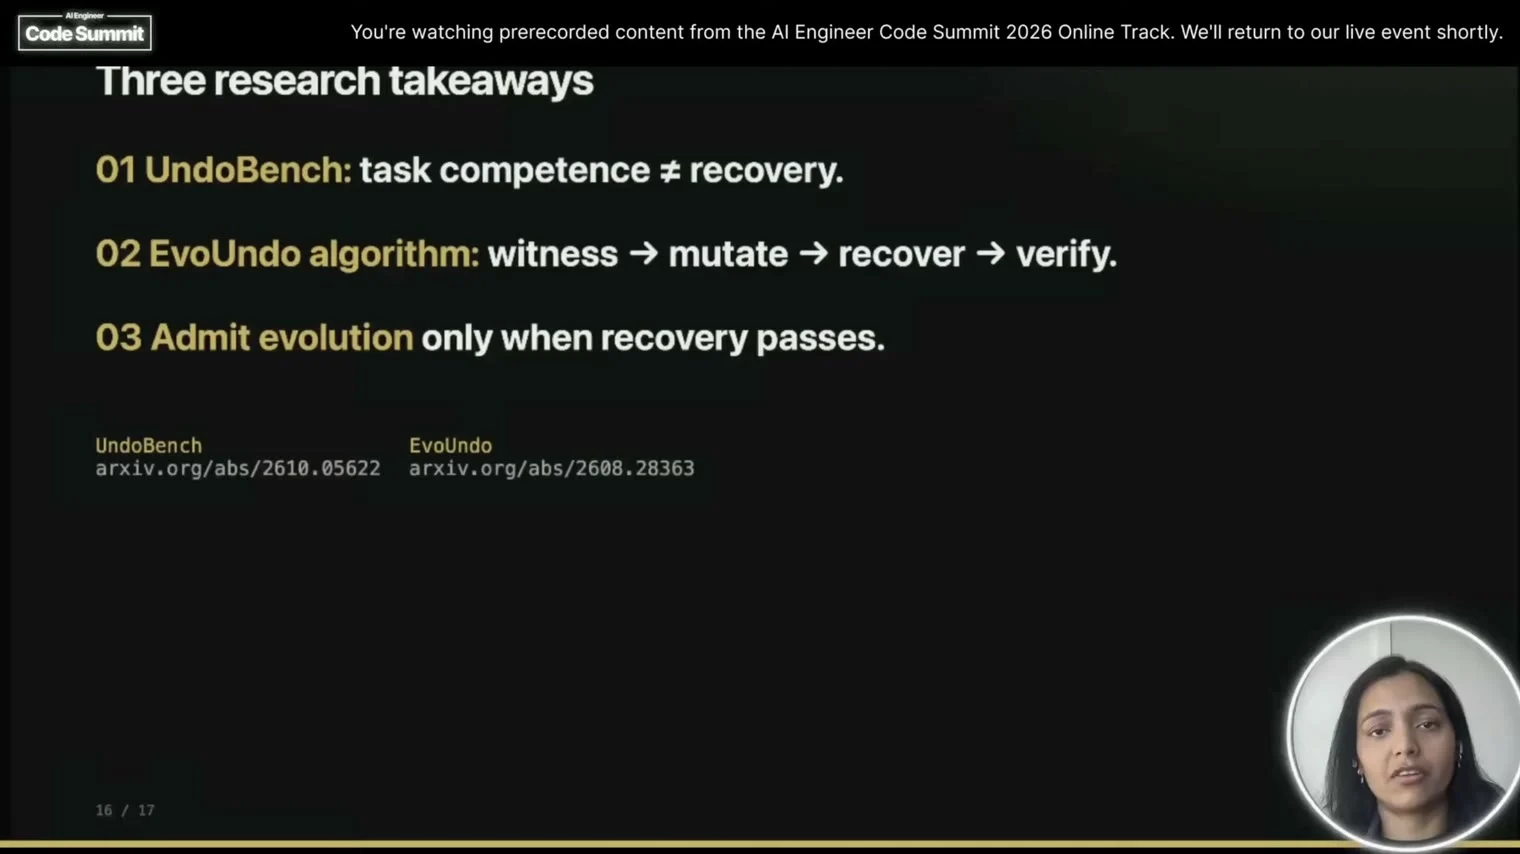 AI Engineer
Code Summit
You're watching prerecorded content from the AI Engineer Code Summit 2026 Online Track. We'll return to our live event shortly.
Three research takeaways
01 UndoBench: task competence ≠ recovery.
02 EvoUndo algorithm: witness → mutate → recover → verify.
03 Admit evolution only when recovery passes.
UndoBench
arxiv.org/abs/2610.05622
EvoUndo
arxiv.org/abs/2608.28363
16 / 17